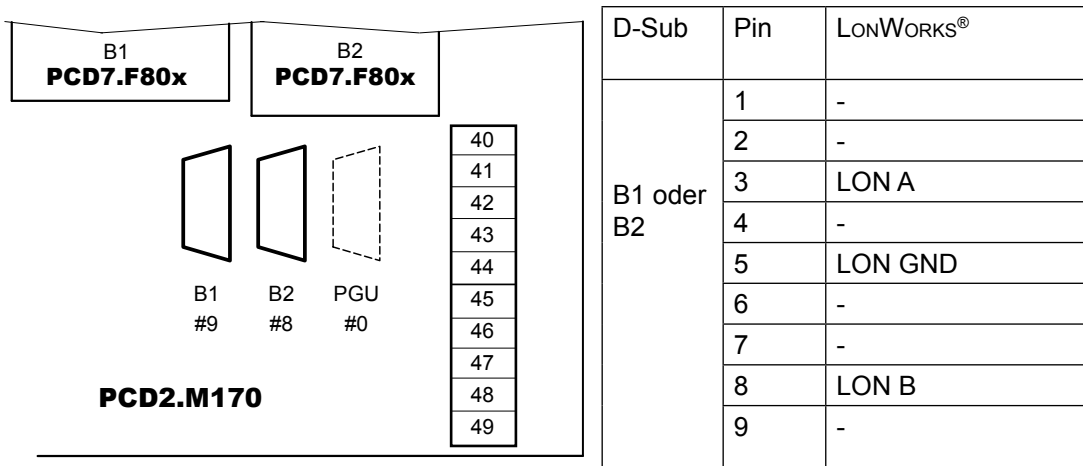 B1
PCD7.F80x
B2
PCD7.F80x
40
41
42
43
44
45
46
47
48
49
B1
#9
B2
#8
PGU
#0
PCD2.M170
D-Sub Pin LONWORKS®
B1 oder
B2
1 -
2 -
3 LON A
4 -
5 LON GND
6 -
7 -
8 LON B
9 -